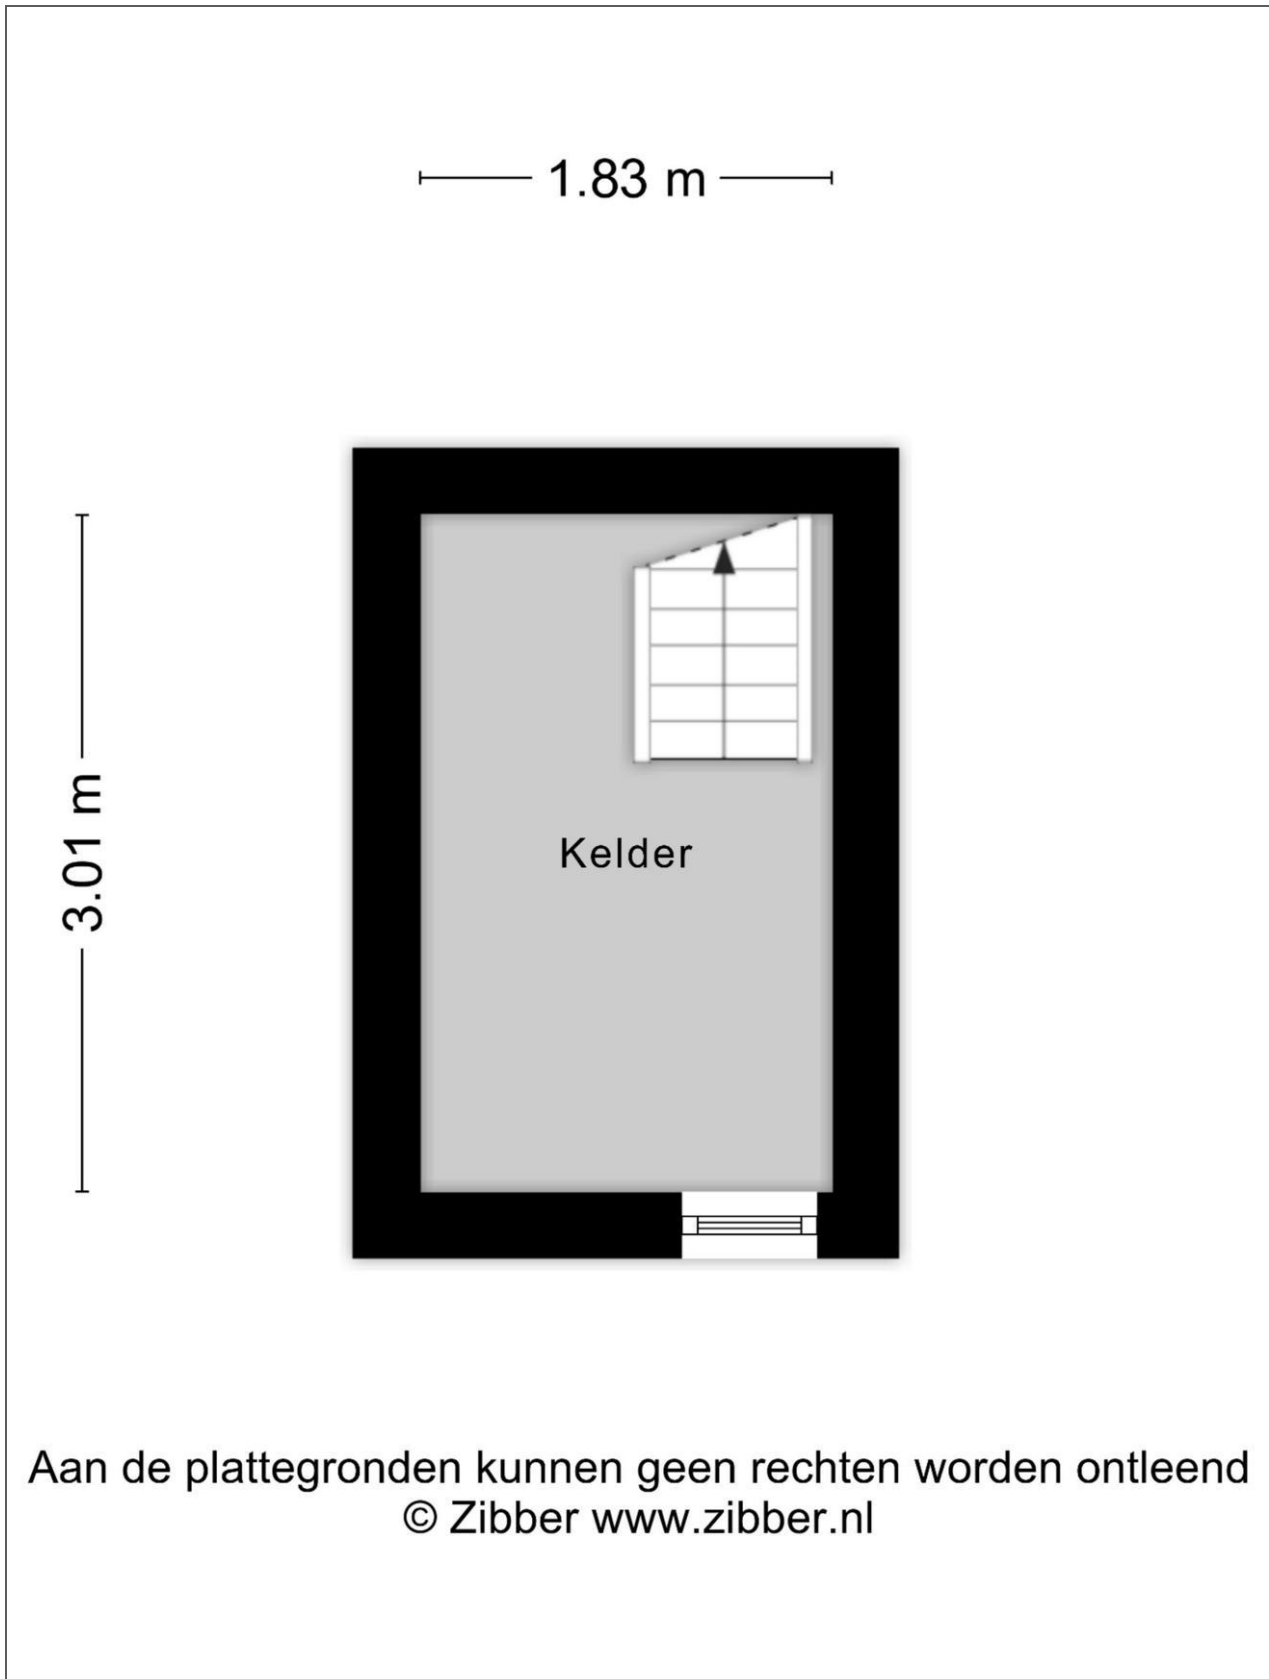 1.83 m
3.01 m
Kelder
Aan de plattegronden kunnen geen rechten worden ontleend
© Zibber www.zibber.nl